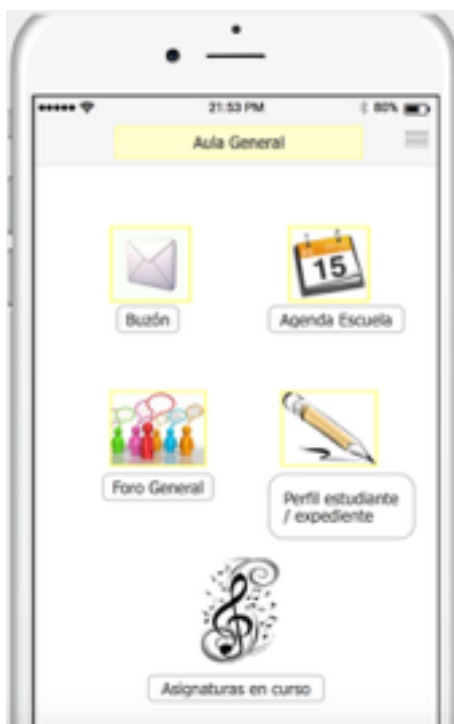 21:53 PM
80%
Aula General
15
Buzón
Agenda Escuela
Foro General
Perfil estudiante
/ expediente
Asignaturas en curso